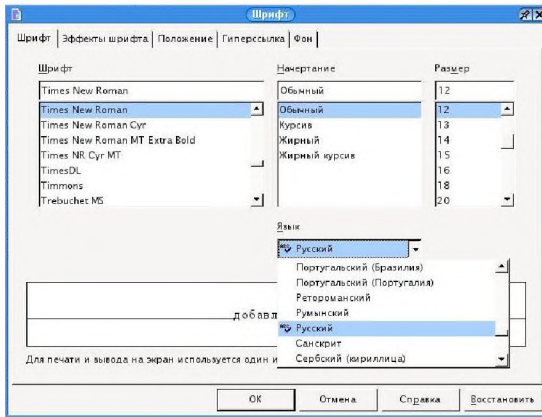 Шрифт
Шрифт Эффекты шрифта Положение Гиперссылка Фон
Шрифт Начертание Размер
Times New Roman Обычный 12
Times New Roman Обычный 12
Times New Roman Cyr Курсив 13
Times New Roman MT Extra Bold Жирный 14
Times NR Cyr MT Жирный курсив 15
TimesDL 16
Timmons 18
Trebuchet MS 20
Язык
Русский
Португальский (Бразилия)
Португальский (Португалия)
Ретороманский
Румынский
добавл
Русский
Санскрит
Сербский (кириллица)
Для печати и вывода на экран используется один и
OK Отмена Справка Восстановить